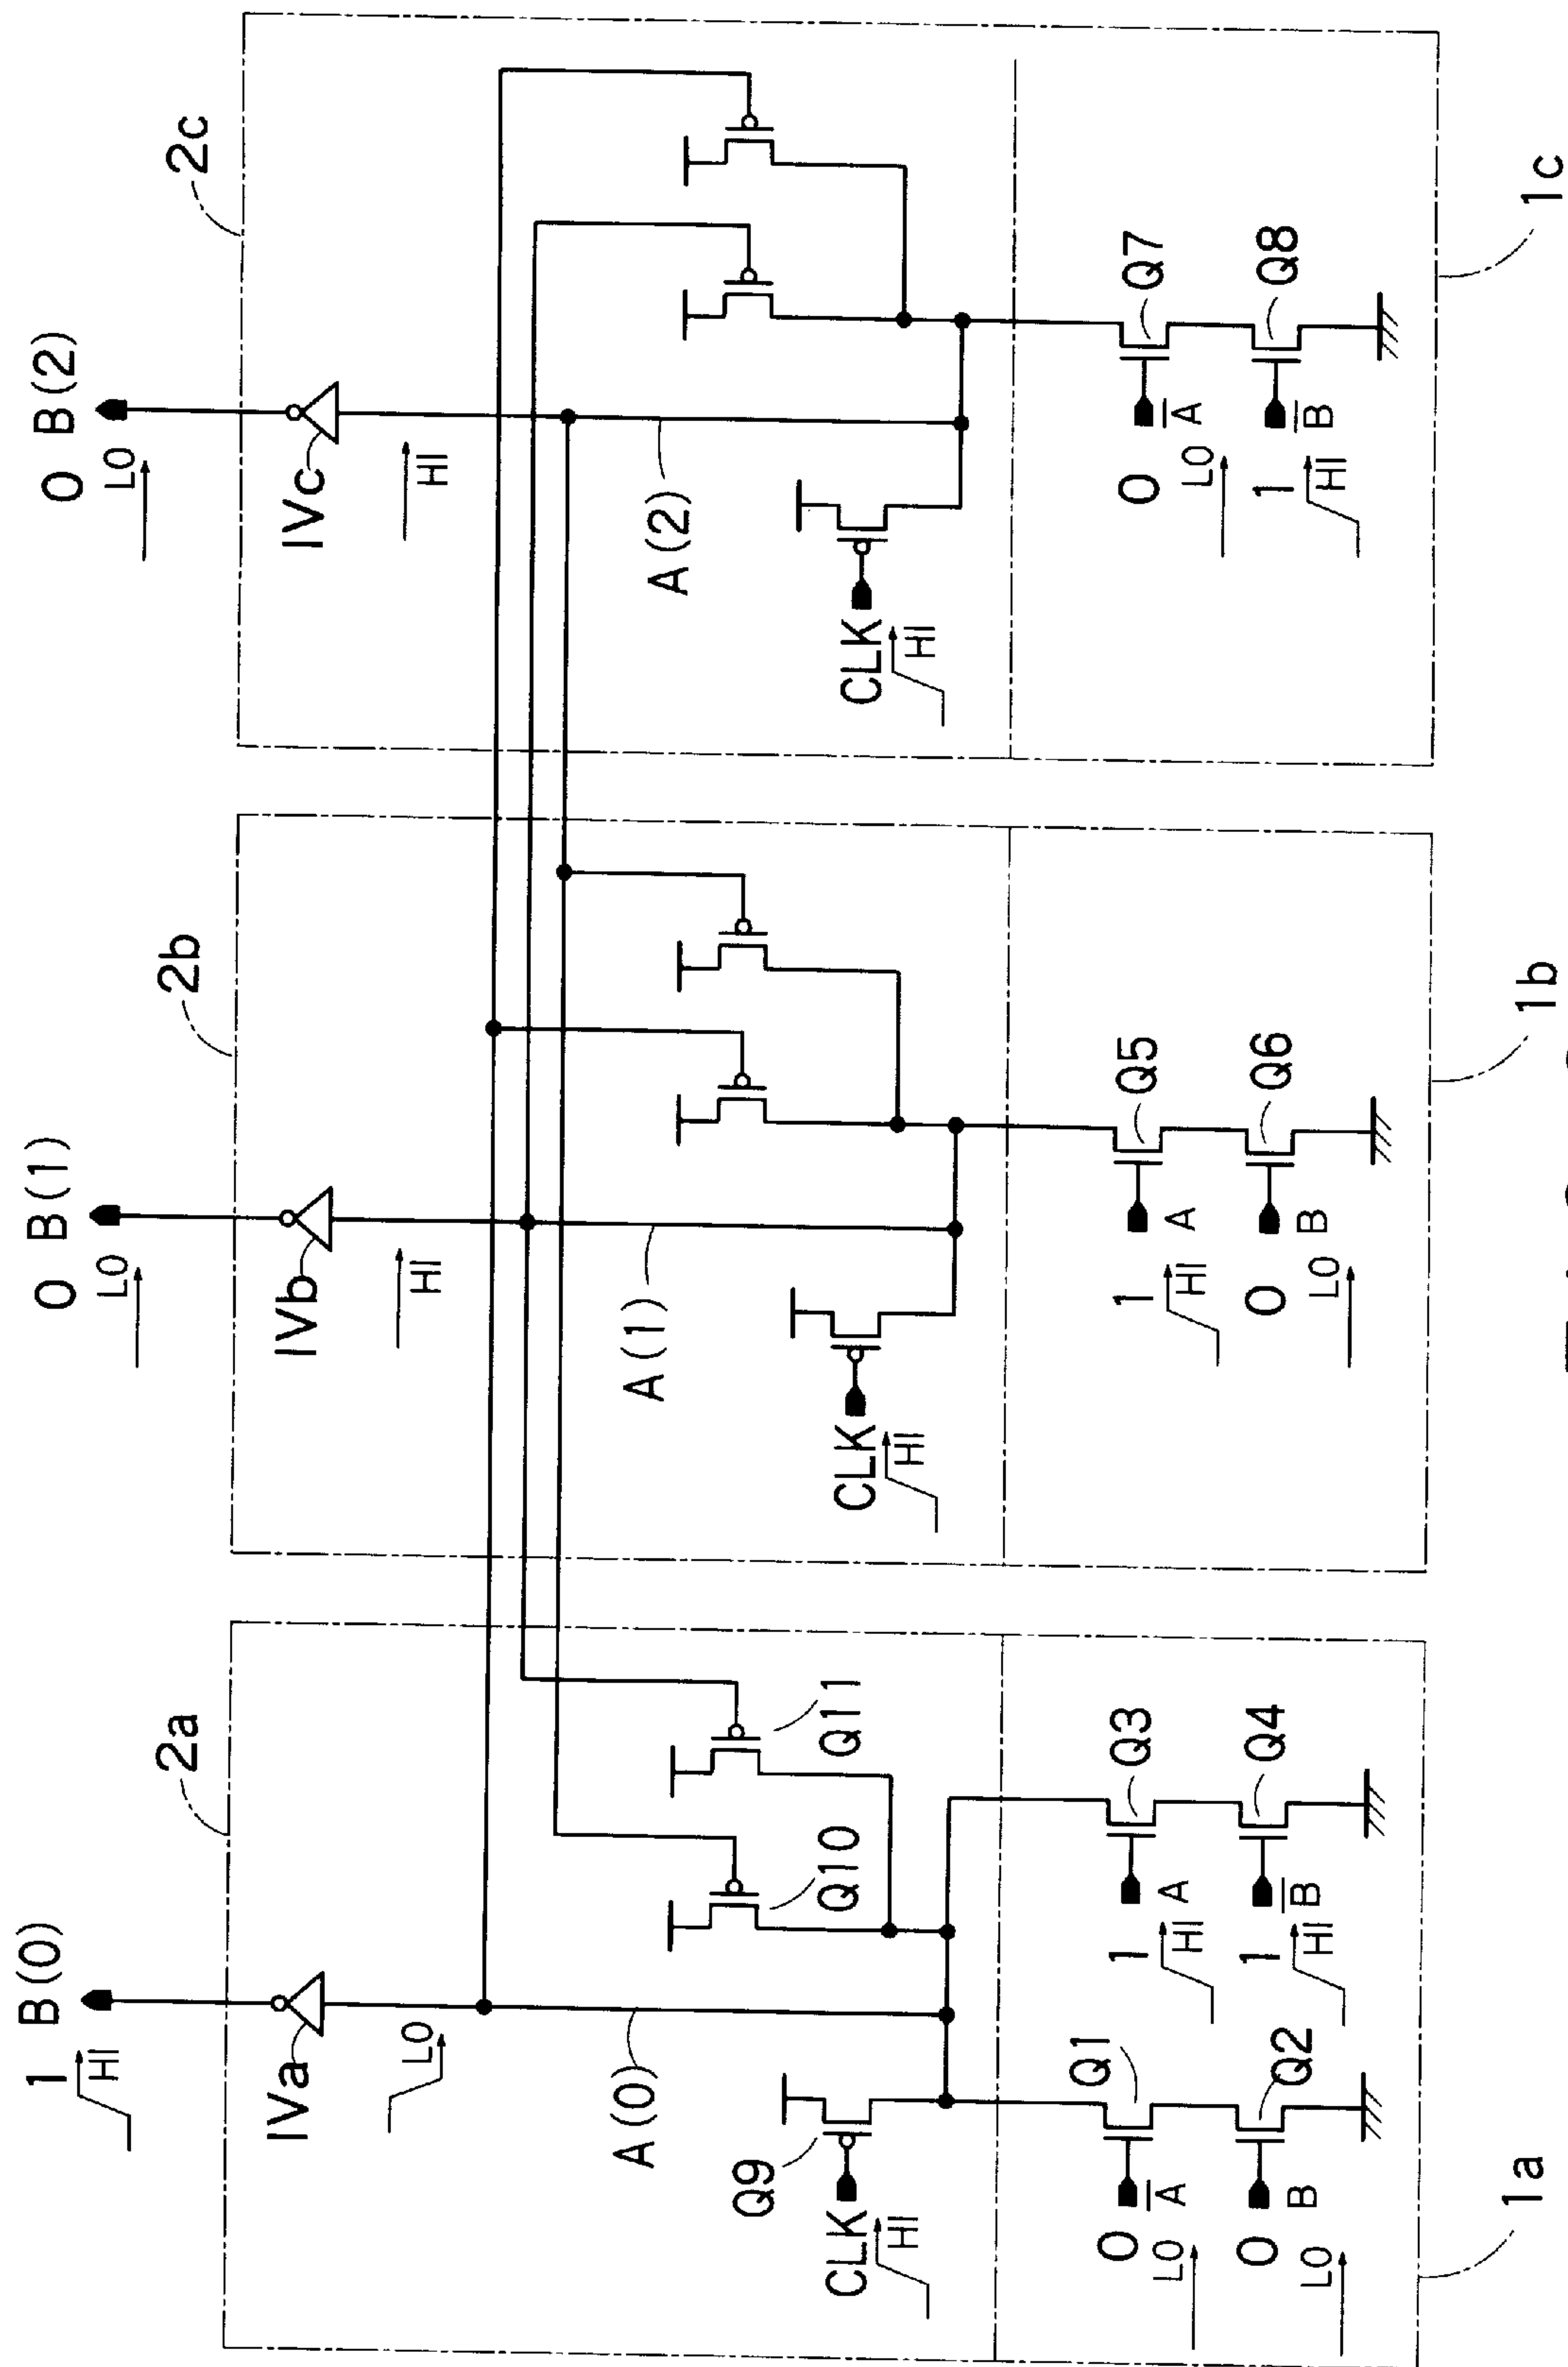 1 B(0)
HI
0 B(1)
LO
0 B(2)
LO
2a
2b
2c
IVa
LO
IVb
HI
IVc
HI
A(0)
A(1)
A(2)
Q9
Q10
Q11
CLK
HI
CLK
HI
CLK
HI
Q1
Q3
Q5
Q7
0 A̅
LO
1 A
HI
1 A
HI
0 A̅
LO
Q2
Q4
Q6
Q8
0 B
LO
1 B̅
HI
0 B
LO
1 B̅
HI
1a
1b
1c